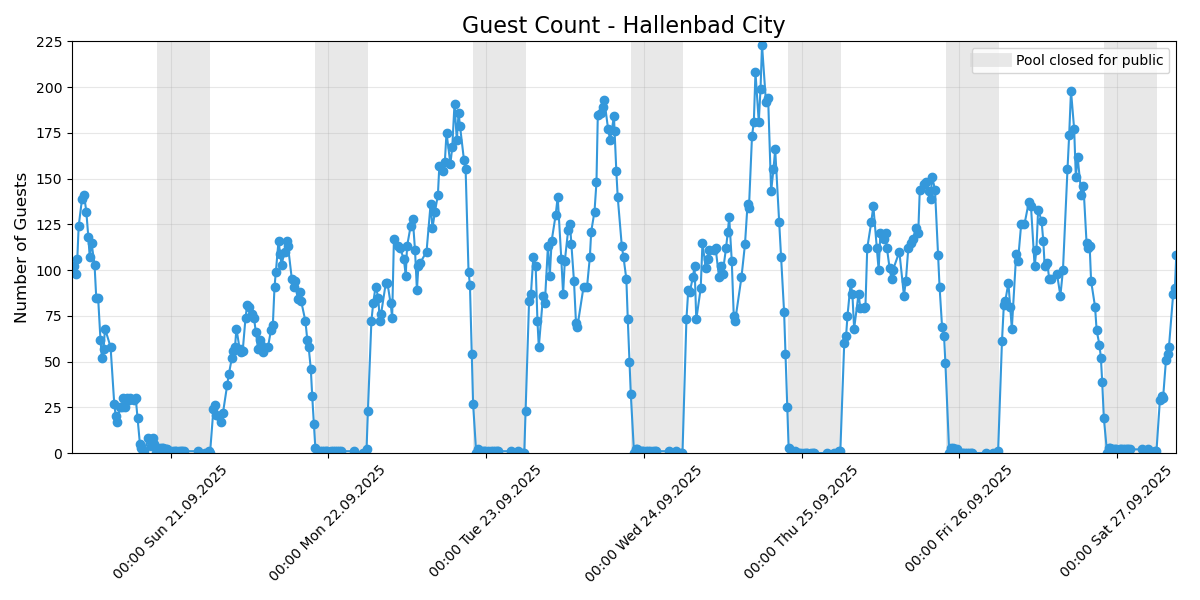 Guest Count - Hallenbad City
Number of Guests
225
200
175
150
125
100
75
50
25
0
Pool closed for public
00:00 Sun 21.09.2025
00:00 Mon 22.09.2025
00:00 Tue 23.09.2025
00:00 Wed 24.09.2025
00:00 Thu 25.09.2025
00:00 Fri 26.09.2025
00:00 Sat 27.09.2025